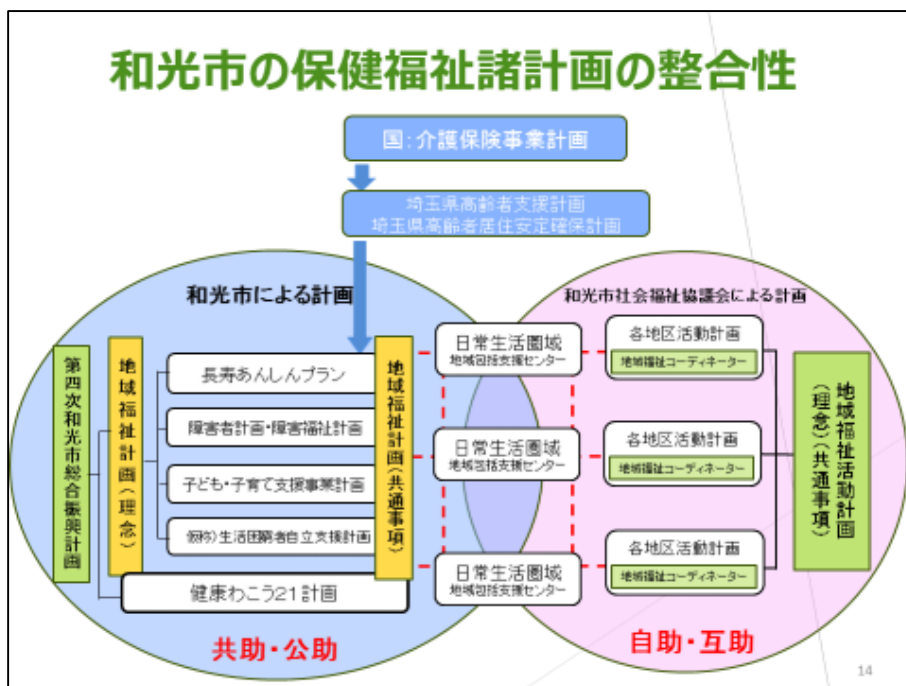 和光市の保健福祉諸計画の整合性
国：介護保険事業計画
埼玉県高齢者支援計画
埼玉県高齢者居住安定確保計画
和光市による計画
第四次和光市総合振興計画
地域福祉計画(理念)
長寿あんしんプラン
障害者計画・障害福祉計画
子ども・子育て支援事業計画
(仮称)生活困窮者自立支援計画
健康わこう21計画
地域福祉計画(共通事項)
共助・公助
日常生活圏域
地域包括支援センター
日常生活圏域
地域包括支援センター
日常生活圏域
地域包括支援センター
和光市社会福祉協議会による計画
各地区活動計画
地域福祉コーディネーター
各地区活動計画
地域福祉コーディネーター
各地区活動計画
地域福祉コーディネーター
地域福祉活動計画
(理念)(共通事項)
自助・互助
14